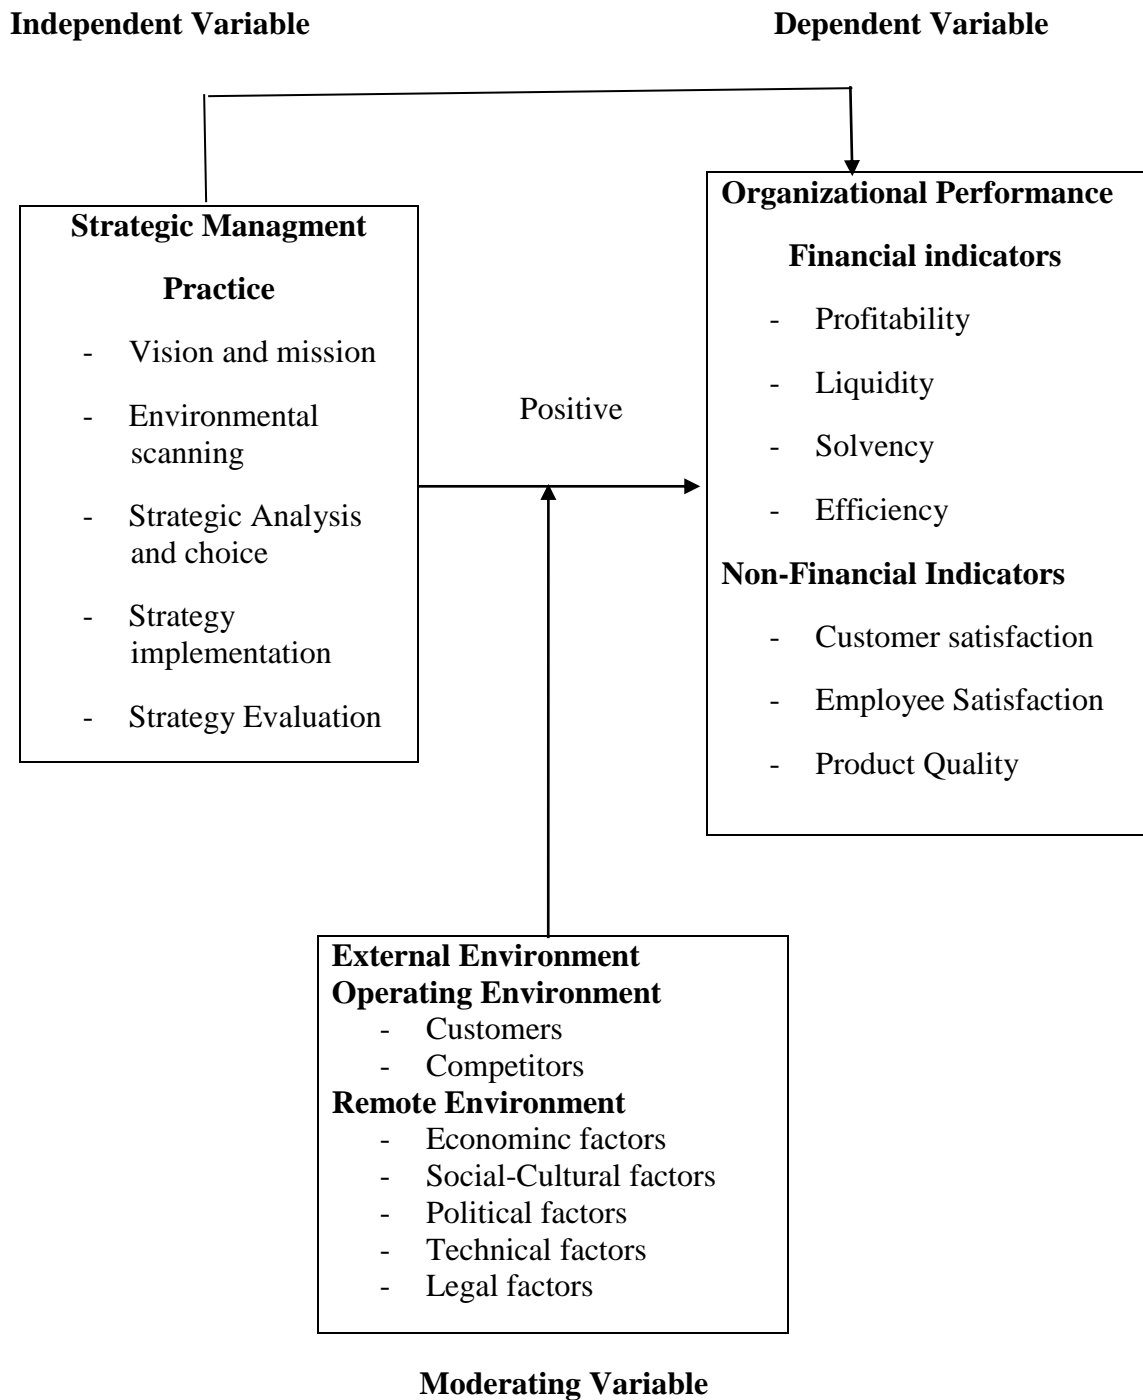 Independent Variable
Dependent Variable
Strategic Managment
Practice
- Vision and mission
- Environmental
scanning
- Strategic Analysis
and choice
- Strategy
implementation
- Strategy Evaluation
Positive
Organizational Performance
Financial indicators
- Profitability
- Liquidity
- Solvency
- Efficiency
Non-Financial Indicators
- Customer satisfaction
- Employee Satisfaction
- Product Quality
External Environment
Operating Environment
- Customers
- Competitors
Remote Environment
- Econominc factors
- Social-Cultural factors
- Political factors
- Technical factors
- Legal factors
Moderating Variable